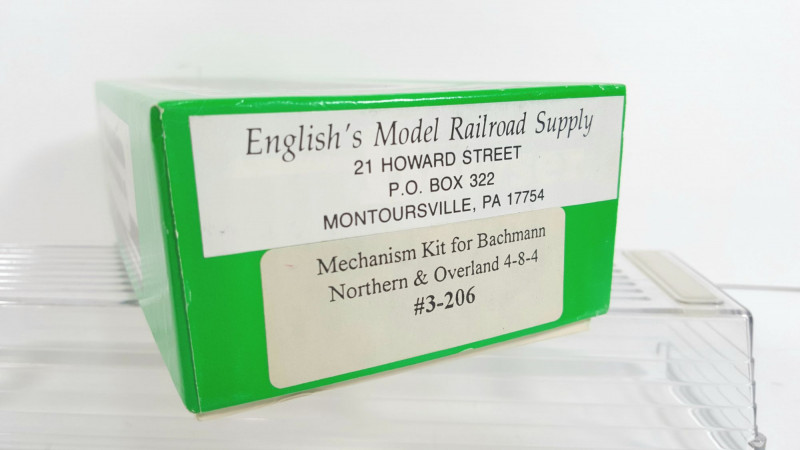 English's Model Railroad Supply
21 HOWARD STREET
P.O. BOX 322
MONTOURSVILLE, PA 17754
Mechanism Kit for Bachmann
Northern & Overland 4-8-4
#3-206